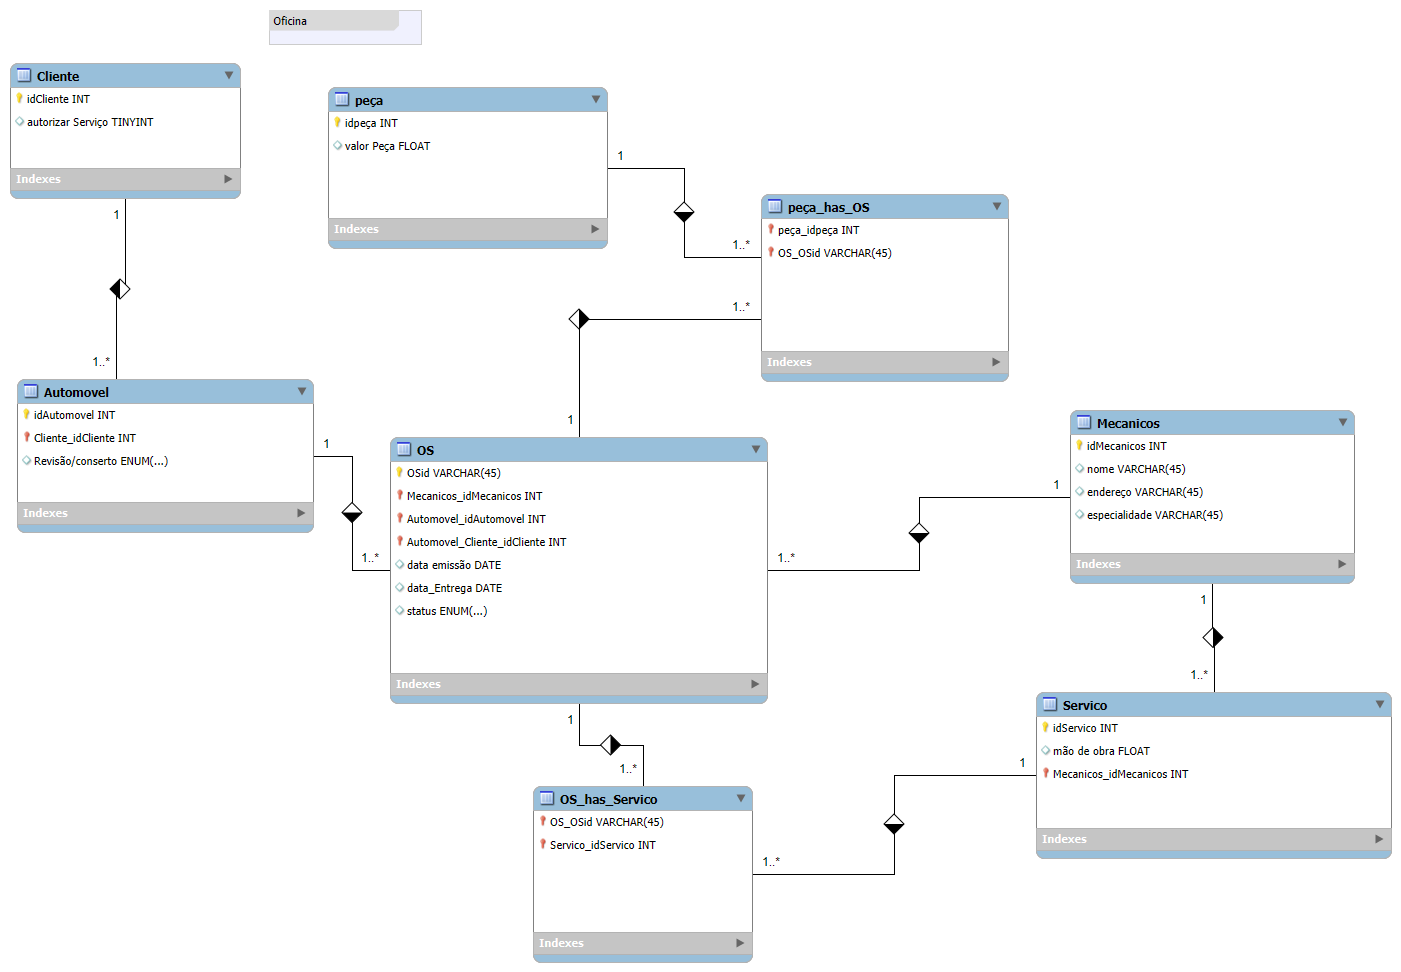 Oficina
Cliente
idCliente INT
autorizar Serviço TINYINT
Indexes
peça
idpeça INT
valor Peça FLOAT
Indexes
1
1..*
peça_has_OS
peça_idpeça INT
OS_OSid VARCHAR(45)
Indexes
1
1..*
1..*
1
Automovel
idAutomovel INT
Cliente_idCliente INT
Revisão/conserto ENUM(...)
Indexes
1
1..*
OS
OSid VARCHAR(45)
Mecanicos_idMecanicos INT
Automovel_idAutomovel INT
Automovel_Cliente_idCliente INT
data emissão DATE
data_Entrega DATE
status ENUM(...)
Indexes
1
1..*
Mecanicos
idMecanicos INT
nome VARCHAR(45)
endereço VARCHAR(45)
especialidade VARCHAR(45)
Indexes
1
1..*
Servico
idServico INT
mão de obra FLOAT
Mecanicos_idMecanicos INT
Indexes
1
1..*
1
1..*
OS_has_Servico
OS_OSid VARCHAR(45)
Servico_idServico INT
Indexes